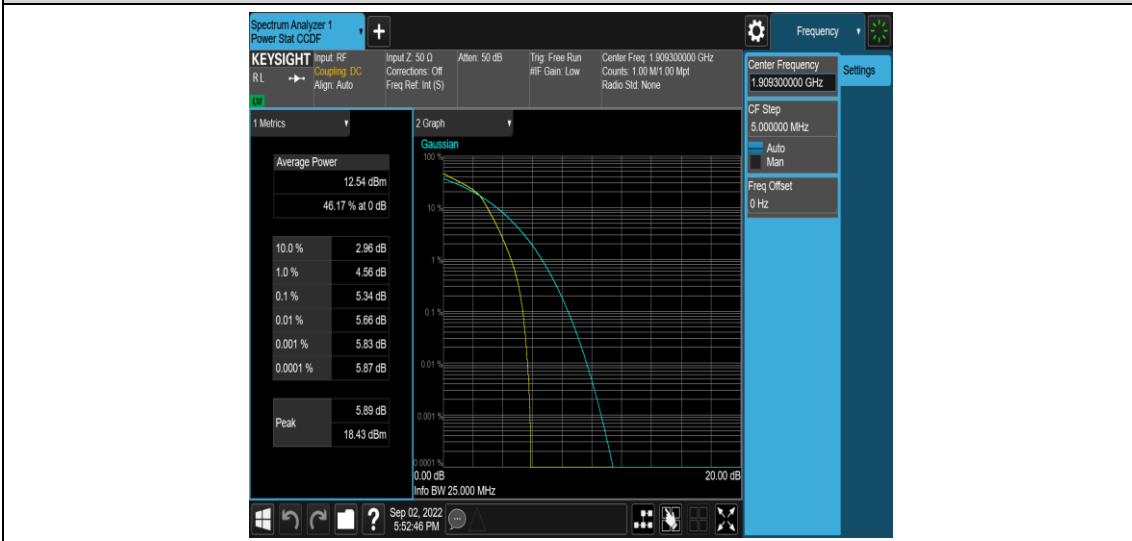 Spectrum Analyzer 1
Power Stat CCDF
+
Frequency
KEYSIGHT
RL
LXI
Input: RF
Coupling: DC
Align: Auto
Input Z: 50 Ω
Corrections: Off
Freq Ref: Int (S)
Atten: 50 dB
Trig: Free Run
#IF Gain: Low
Center Freq: 1.909300000 GHz
Counts: 1.00 M/1.00 Mpt
Radio Std: None
Center Frequency
1.909300000 GHz
Settings
CF Step
5.000000 MHz
Auto
Man
Freq Offset
0 Hz
1 Metrics
Average Power
12.54 dBm
46.17 % at 0 dB
10.0 % 2.96 dB
1.0 % 4.56 dB
0.1 % 5.34 dB
0.01 % 5.66 dB
0.001 % 5.83 dB
0.0001 % 5.87 dB
Peak
5.89 dB
18.43 dBm
2 Graph
Gaussian
100 %
10 %
1 %
0.1 %
0.01 %
0.001 %
0.0001 %
0.00 dB 20.00 dB
Info BW 25.000 MHz
?
Sep 02, 2022
5:52:46 PM